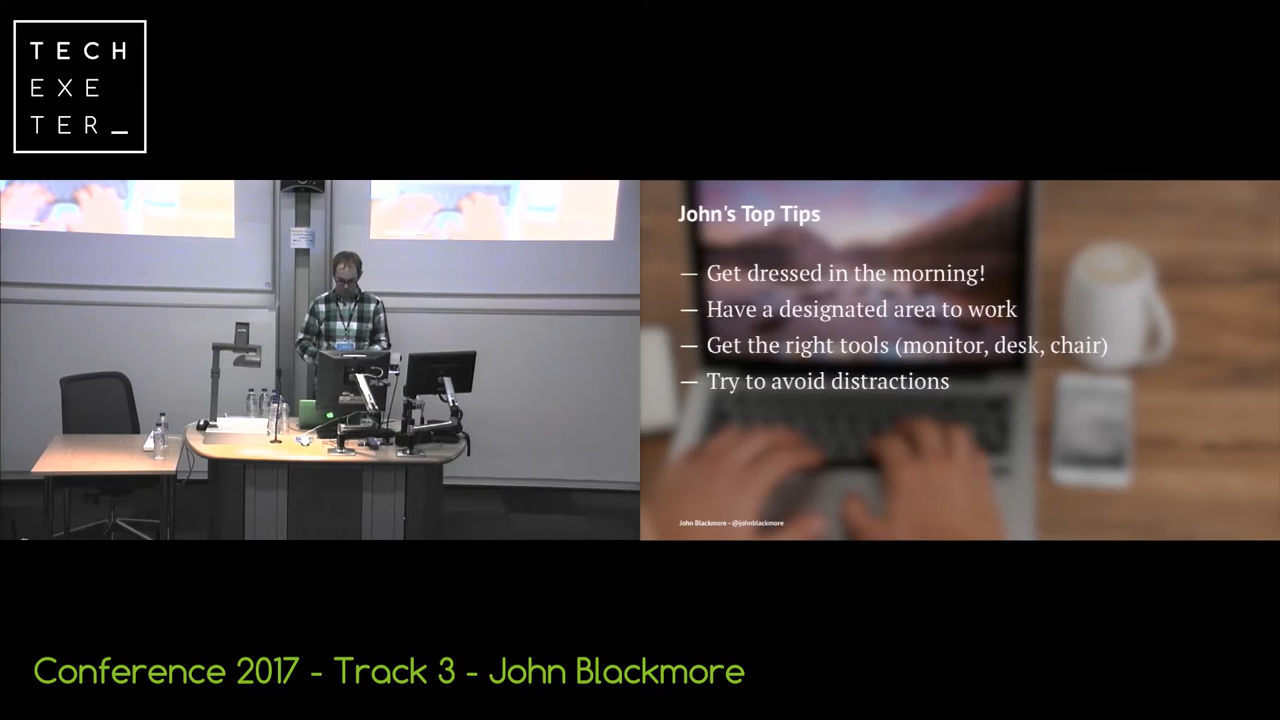 TECH
EXE
TER_
John's Top Tips
— Get dressed in the morning!
— Have a designated area to work
— Get the right tools (monitor, desk, chair)
— Try to avoid distractions
John Blackmore - @johnblackmore
Conference 2017 - Track 3 - John Blackmore